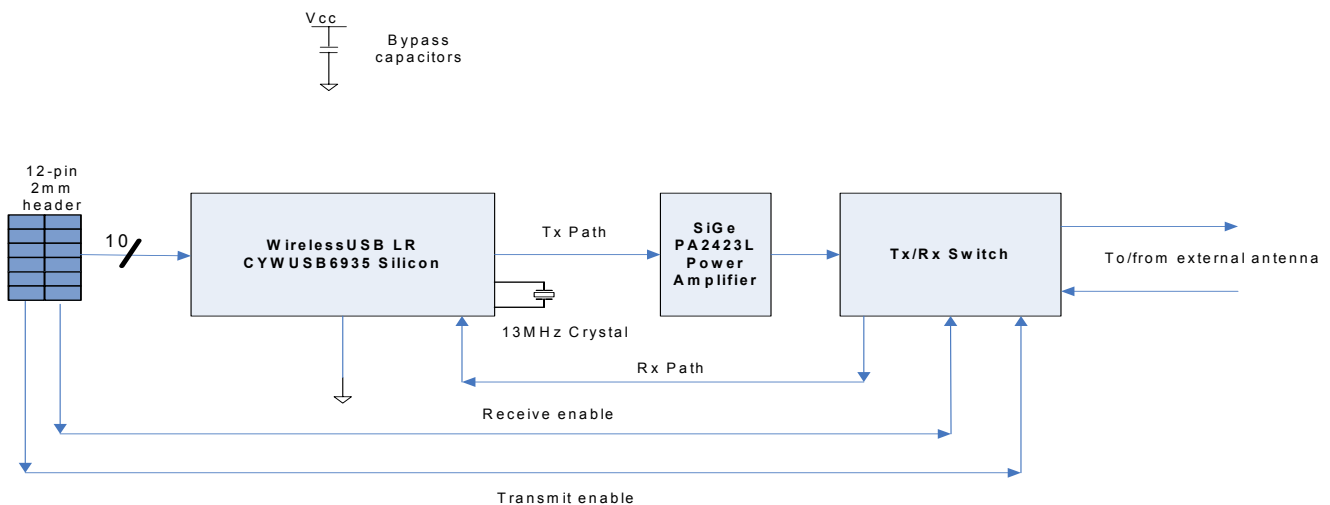 Vcc
Bypass
capacitors
12-pin
2mm
header
10
WirelessUSB LR
CYWUSB6935 Silicon
Tx Path
SiGe
PA2423L
Power
Amplifier
Tx/Rx Switch
To/from external antenna
13MHz Crystal
Rx Path
Receive enable
Transmit enable